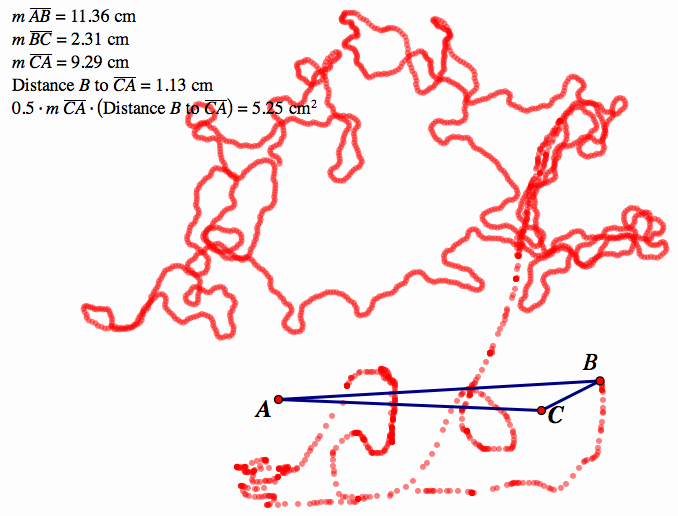 m AB = 11.36 cm
m BC = 2.31 cm
m CA = 9.29 cm
Distance B to CA = 1.13 cm
0.5 · m CA · (Distance B to CA) = 5.25 cm²
B
A
C